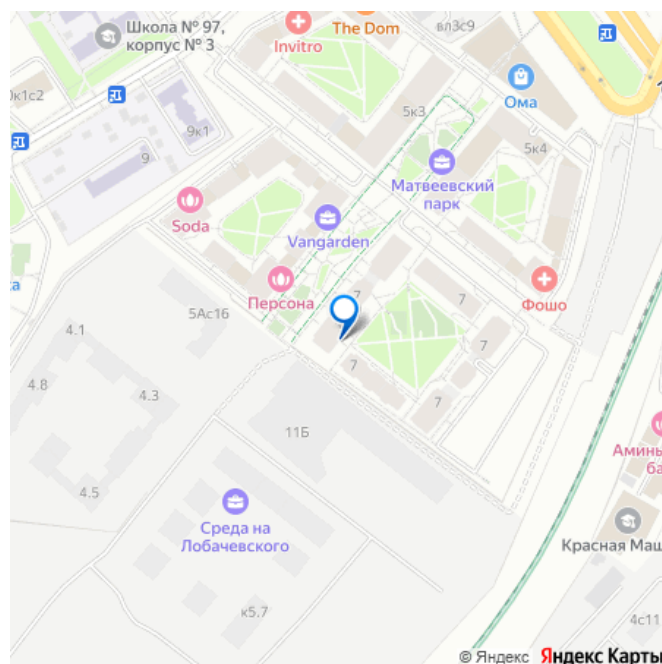 Школа № 97,
корпус № 3
Invitro
The Dom
вл3с9
Ома
5к3
9к1
9
5к4
Матвеевский
парк
Soda
Vangarden
Персона
Фошо
7
7
7
7
7
5Ас16
4.1
4.8
4.3
4.5
11Б
Среда на
Лобачевского
к5.7
Красная Маш
4с11
© Яндекс Яндекс Карты